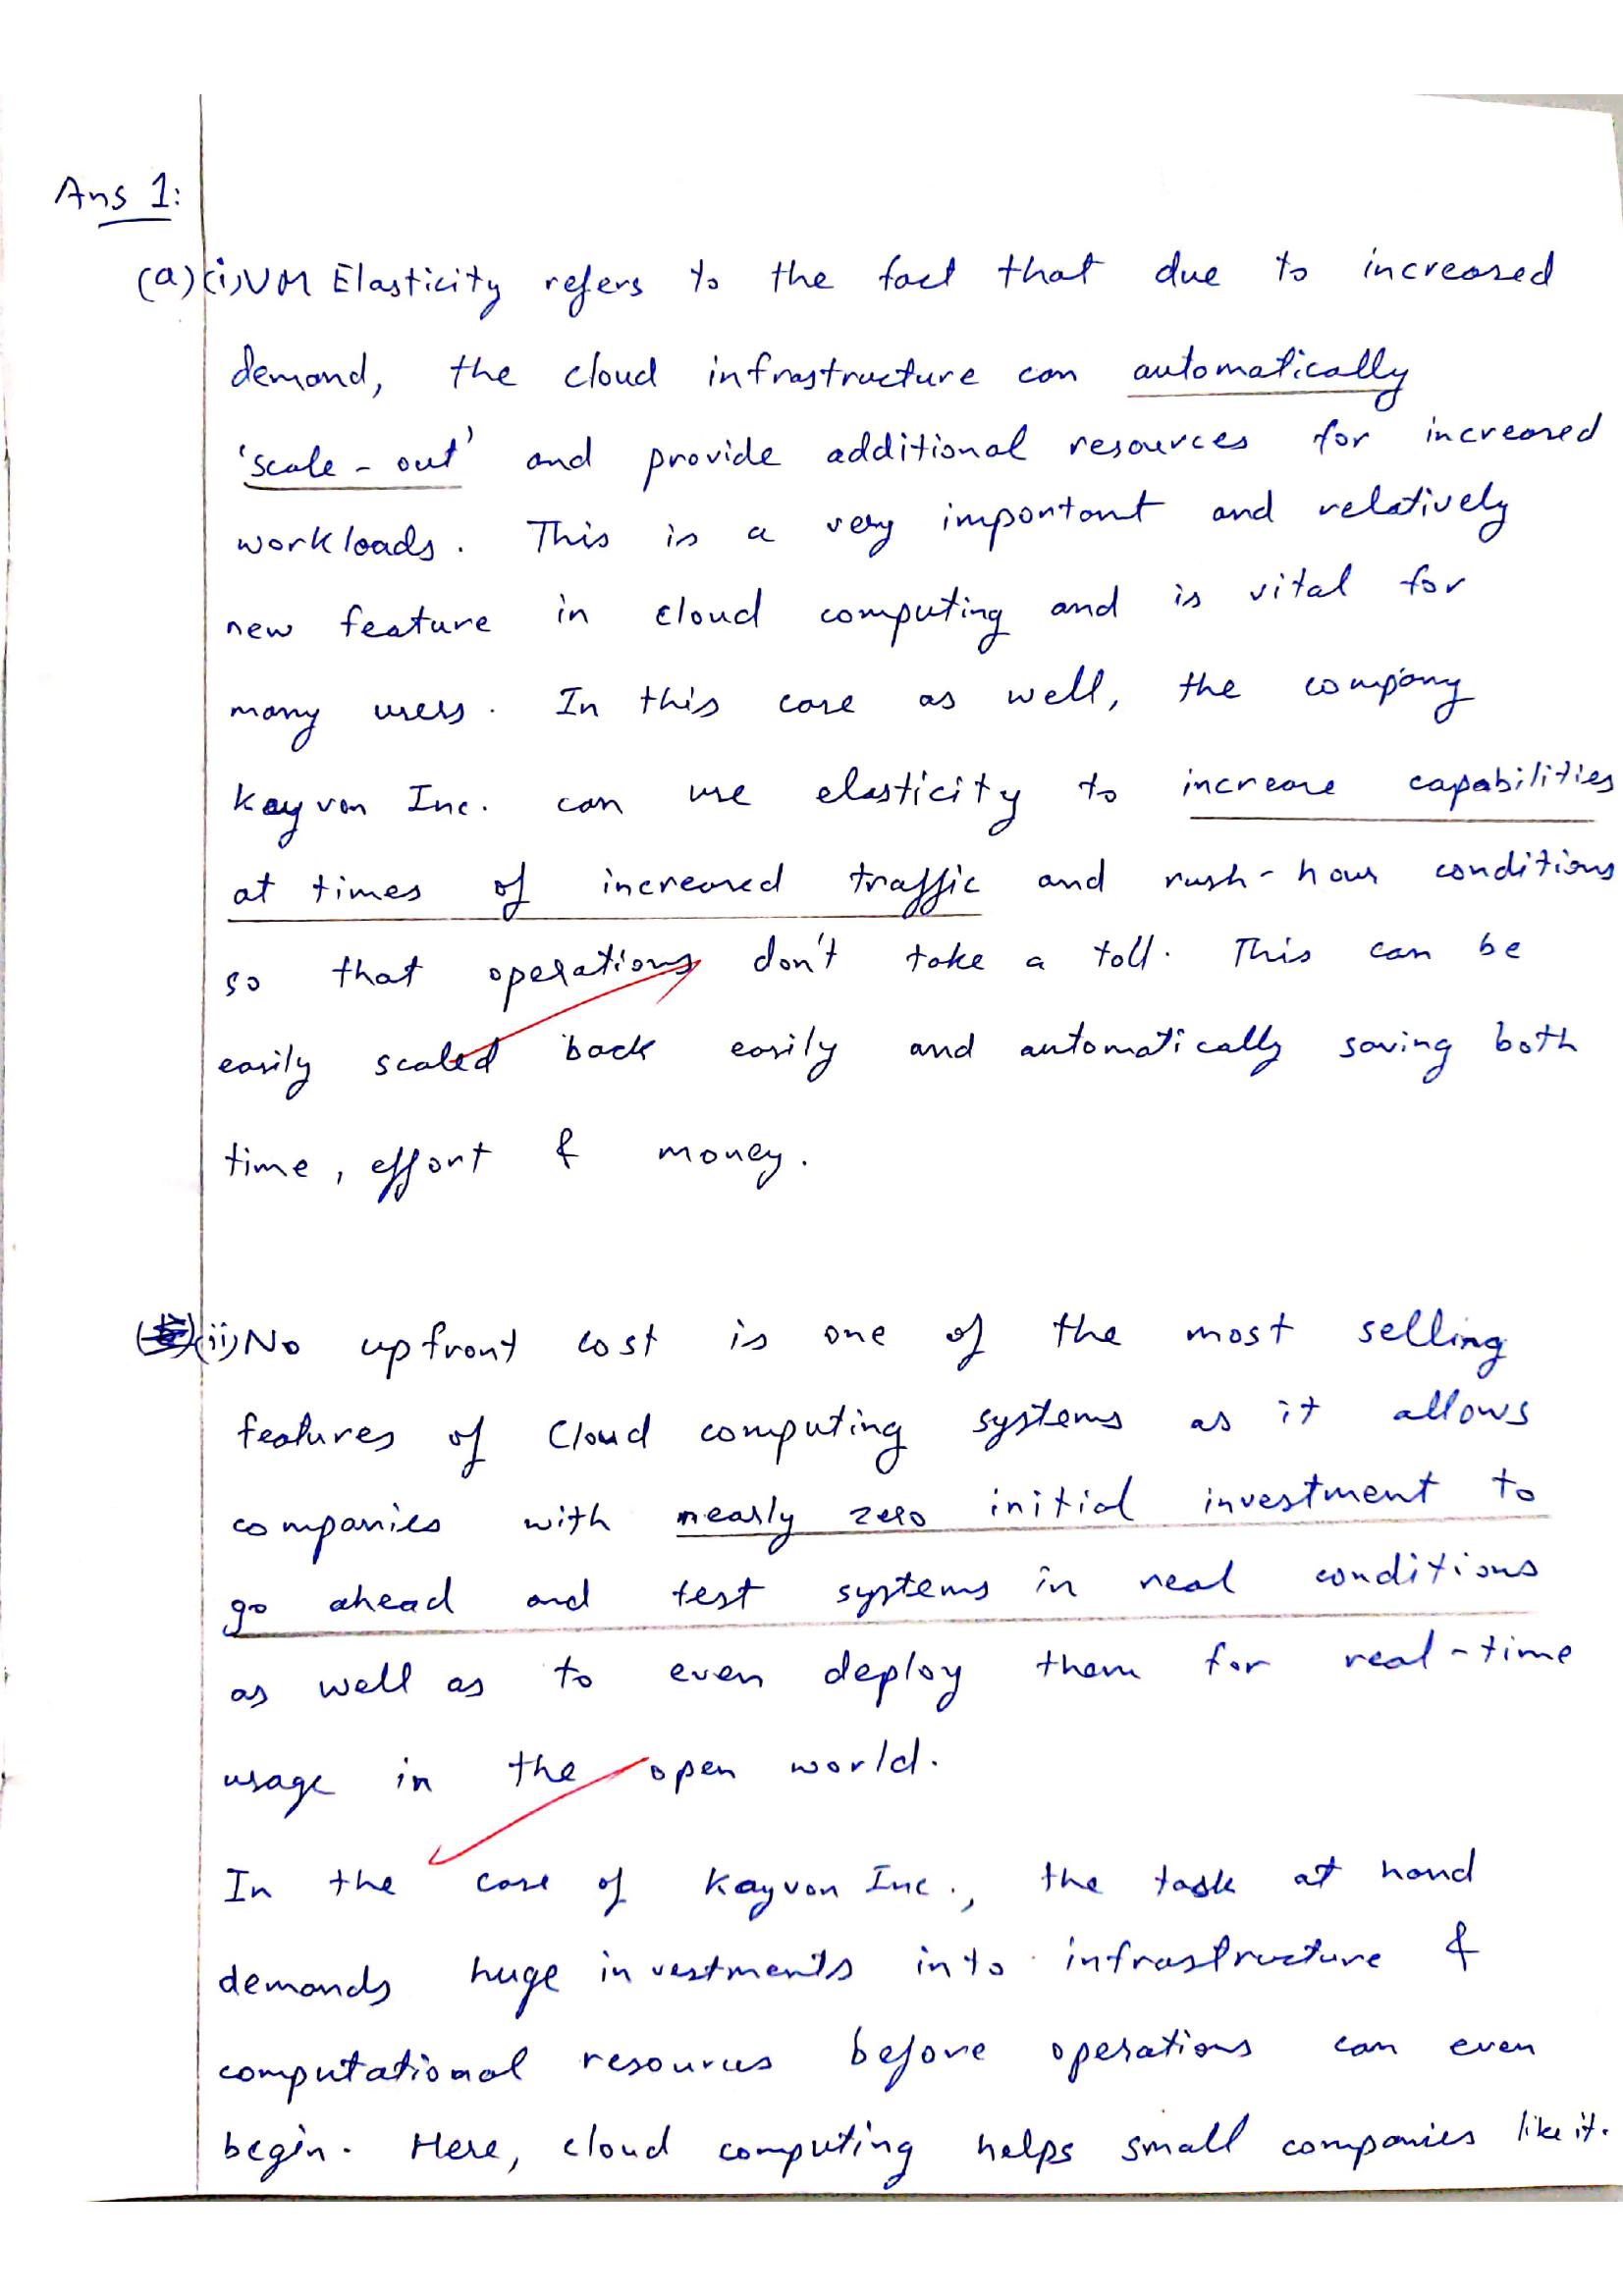 Ans 1:
(a) (i) VM Elasticity refers to the fact that due to increased
demand, the cloud infrastructure can automatically
'scale-out' and provide additional resources for increased
workloads. This is a very important and relatively
new feature in cloud computing and is vital for
many users. In this case as well, the company
Kayvon Inc. can use elasticity to increase capabilities
at times of increased traffic and rush-hour conditions
so that operations don't take a toll. This can be
easily scaled back easily and automatically saving both
time, effort & money.
(ii) No upfront cost is one of the most selling
features of Cloud computing systems as it allows
companies with nearly zero initial investment to
go ahead and test systems in real conditions
as well as to even deploy them for real-time
usage in the open world.
In the case of Kayvon Inc., the task at hand
demands huge investments into infrastructure &
computational resources before operations can even
begin. Here, cloud computing helps small companies like it.